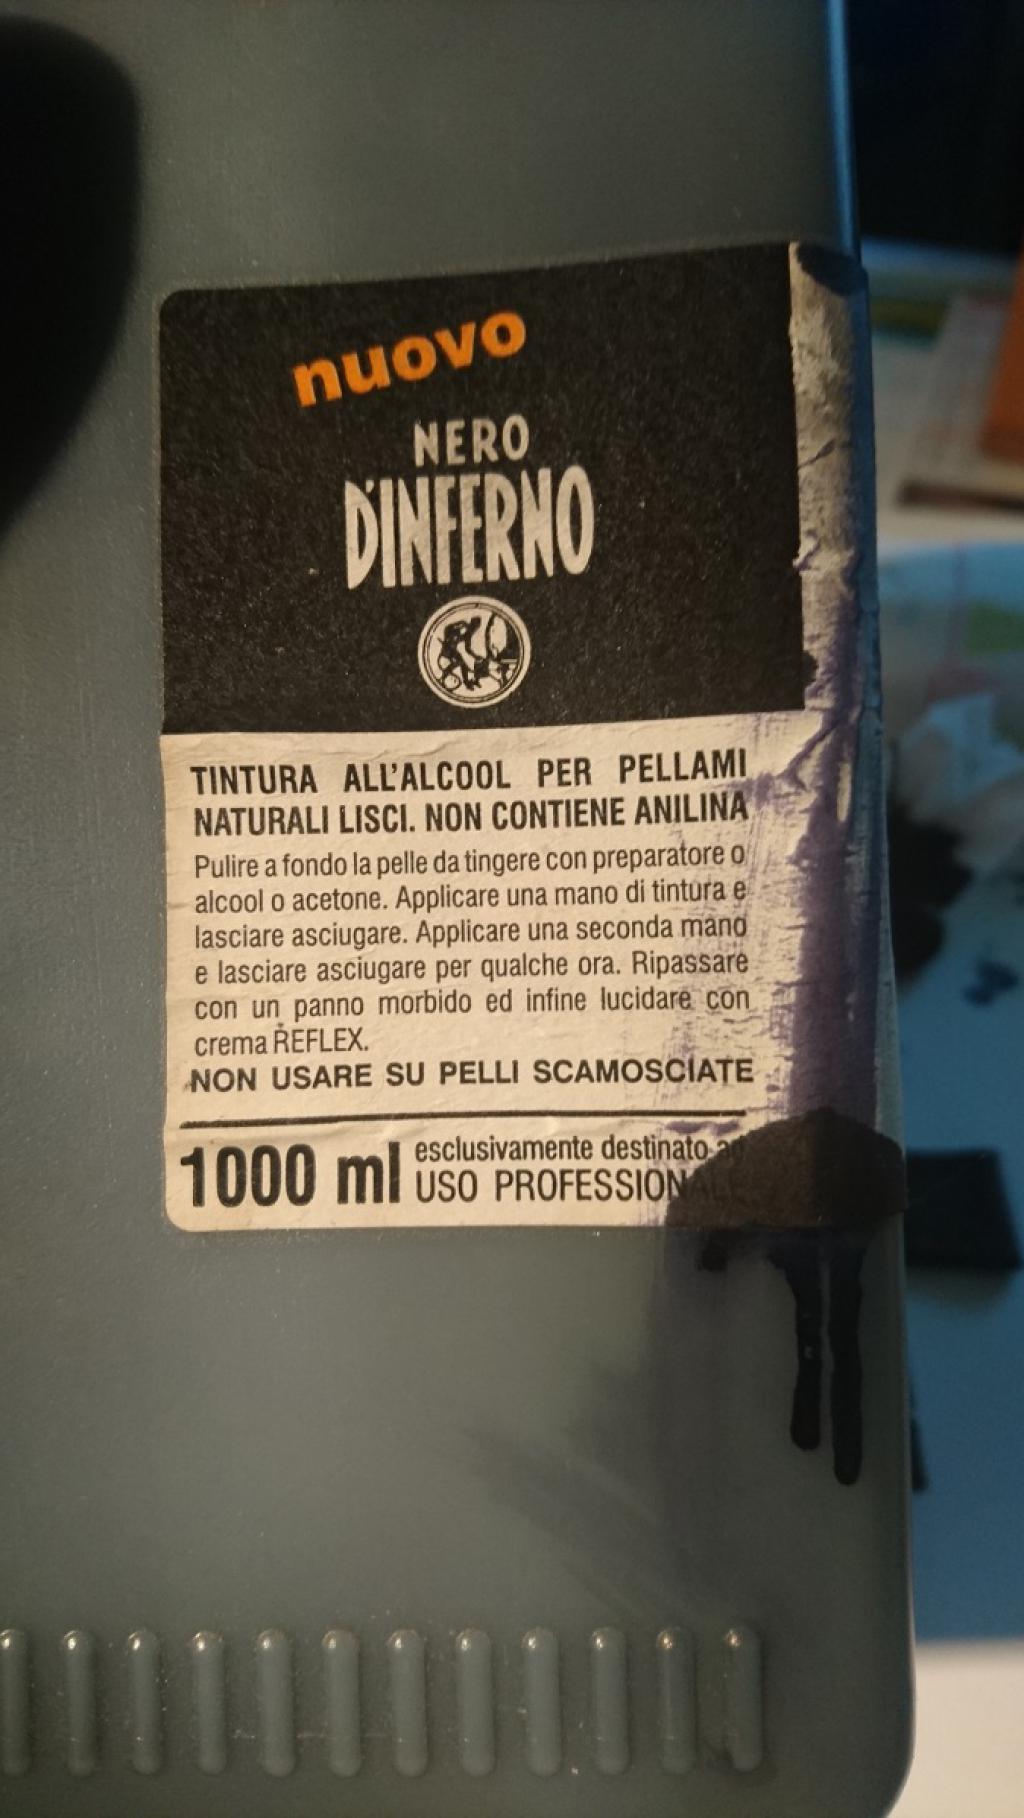 nuovo
NERO
D'INFERNO
TINTURA ALL'ALCOOL PER PELLAMI
NATURALI LISCI. NON CONTIENE ANILINA
Pulire a fondo la pelle da tingere con preparatore o
alcool o acetone. Applicare una mano di tintura e
lasciare asciugare. Applicare una seconda mano
e lasciare asciugare per qualche ora. Ripassare
con un panno morbido ed infine lucidare con
crema REFLEX.
NON USARE SU PELLI SCAMOSCIATE
1000 ml
esclusivamente destinato ad
USO PROFESSIONALE